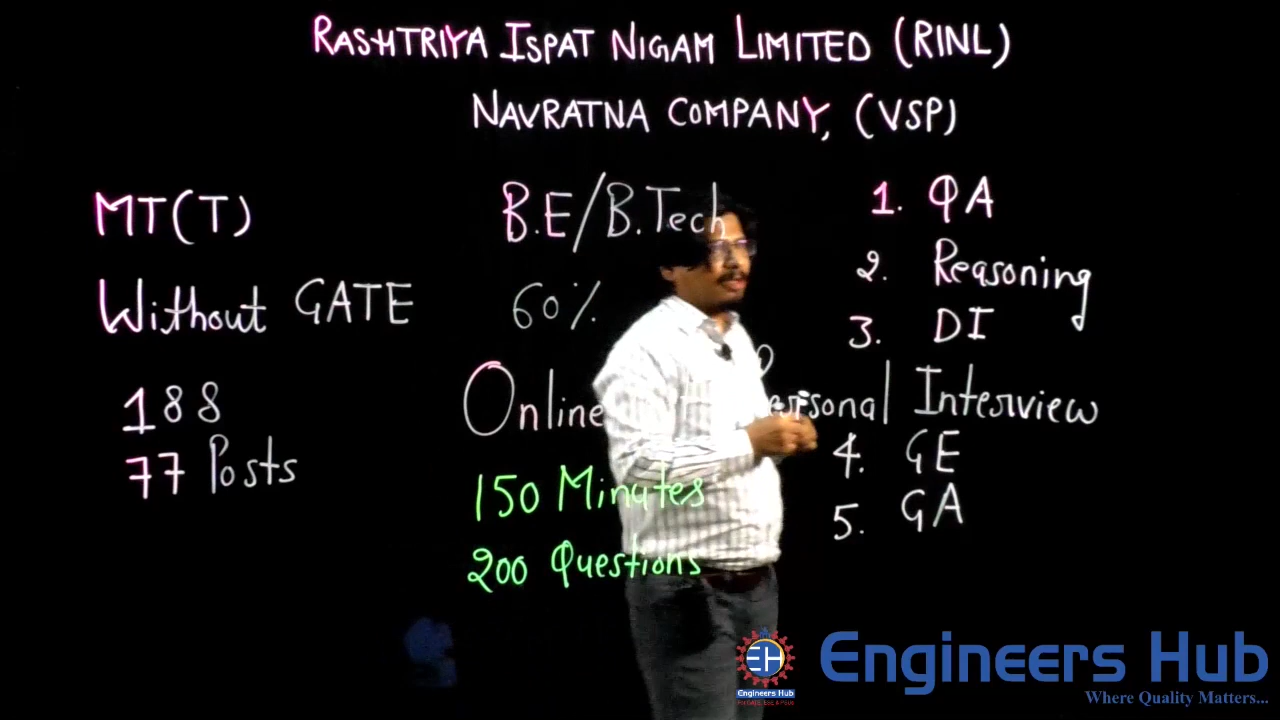 RASHTRIYA ISPAT NIGAM LIMITED (RINL)
NAVRATNA COMPANY, (VSP)
MT(T)
Without GATE
188
77 Posts
B.E/B.Tech
60%
Online Personal Interview
150 Minutes
200 Questions
1. QA
2. Reasoning
3. DI
4. GE
5. GA
EH
Engineers Hub
Engineers Hub
Where Quality Matters...